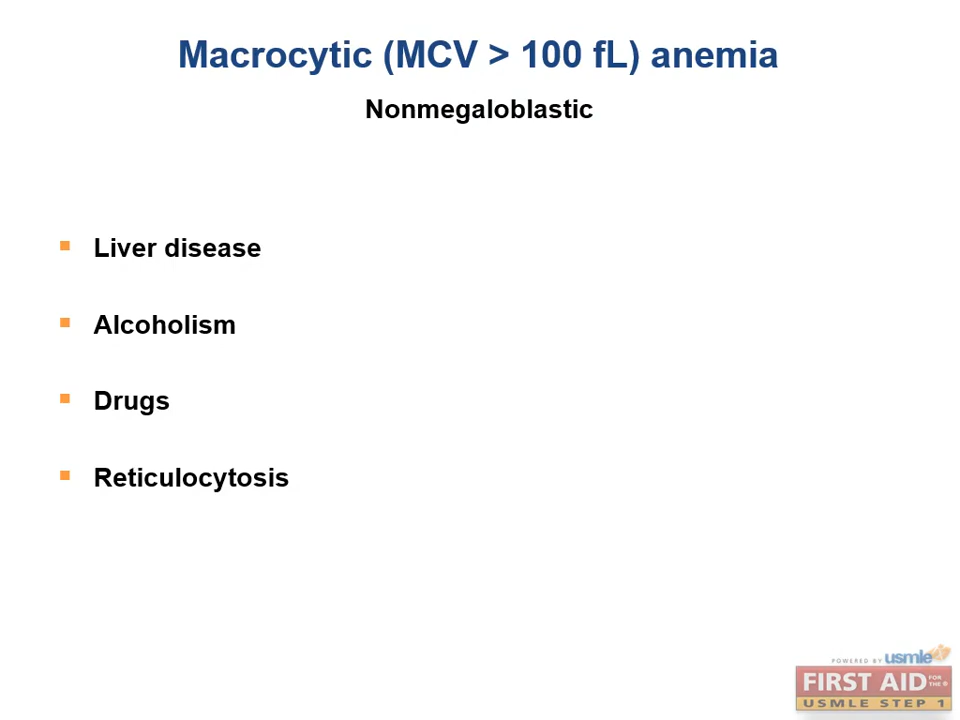 Macrocytic (MCV > 100 fL) anemia
Nonmegaloblastic
▪ Liver disease
▪ Alcoholism
▪ Drugs
▪ Reticulocytosis
POWERED BY usmle
FIRST AID FOR THE ®
USMLE STEP 1